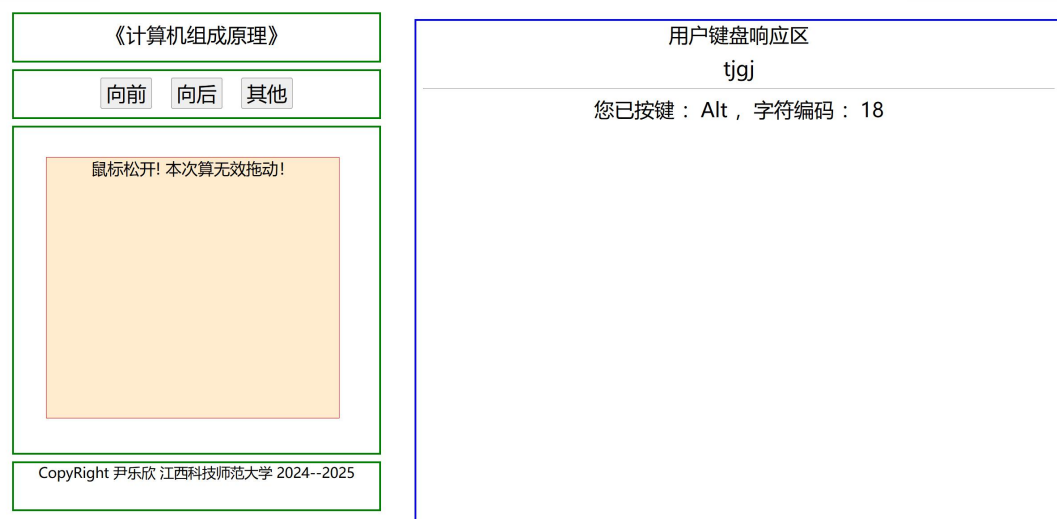 《计算机组成原理》
向前 向后 其他
鼠标松开! 本次算无效拖动!
CopyRight 尹乐欣 江西科技师范大学 2024--2025
用户键盘响应区
tjgj
您已按键 : Alt , 字符编码 : 18